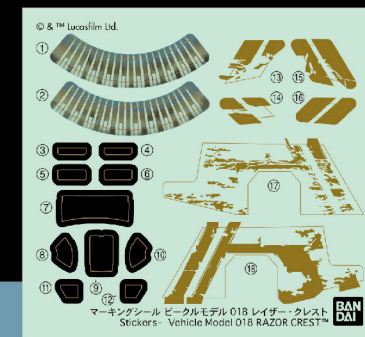 © & ™ Lucasfilm Ltd.
①
②
③ ④
⑤ ⑥
⑦
⑧ ⑨ ⑩
⑪ ⑫
⑬ ⑮
⑭ ⑯
⑰
⑱
マーキングシール ビークルモデル 018 レイザー・クレスト
Stickers- Vehicle Model 018 RAZOR CREST™
BAN
DAI